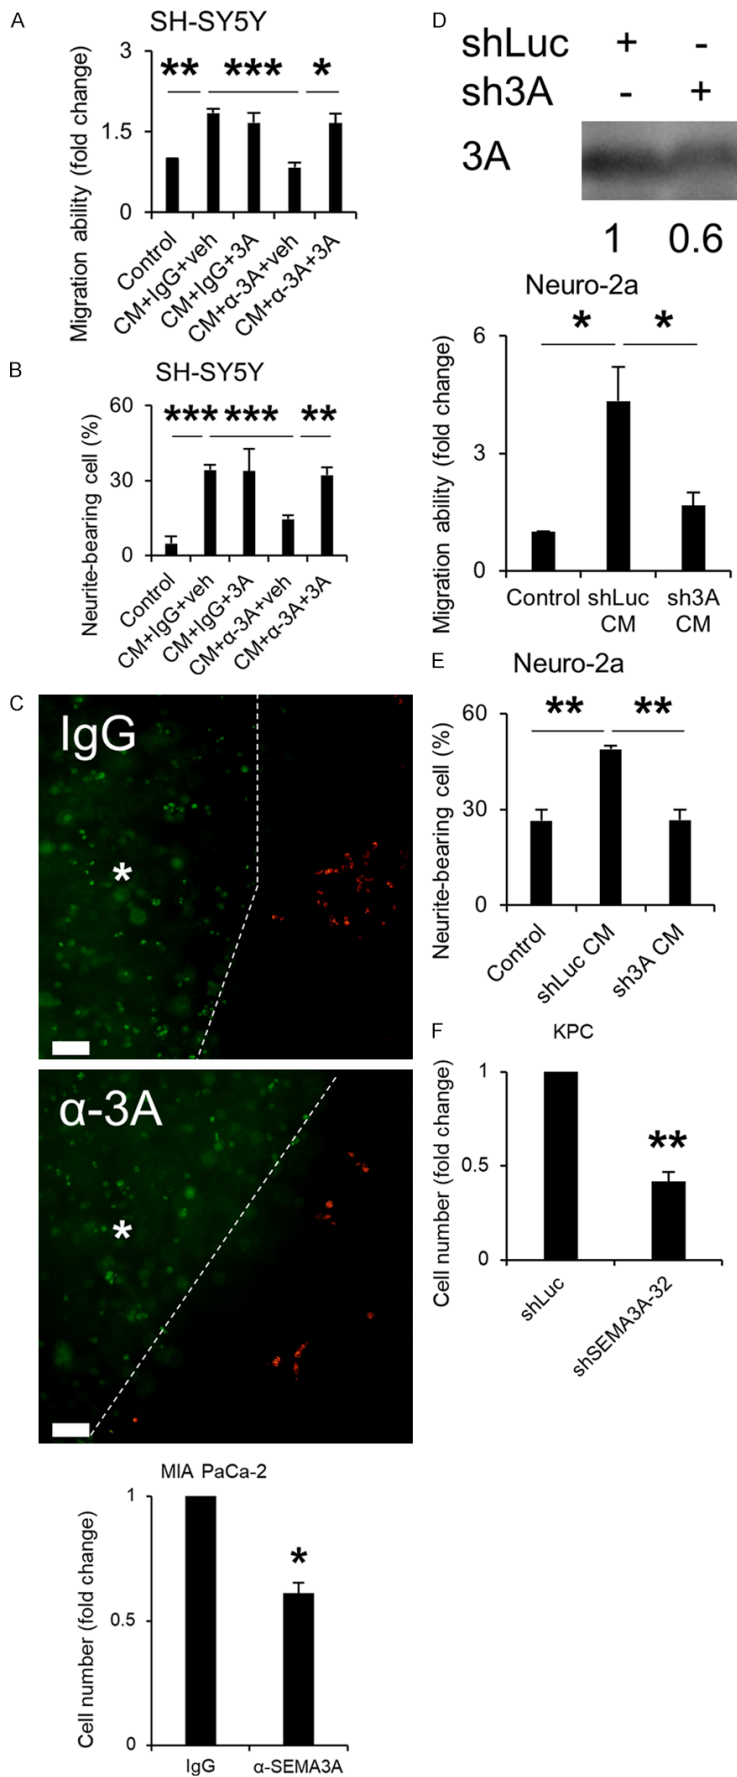 A
SH-SY5Y
Migration ability (fold change)
3
1.5
0
** *** *
Control
CM+IgG+veh
CM+IgG+3A
CM+α-3A+veh
CM+α-3A+3A
B
SH-SY5Y
Neurite-bearing cell (%)
60
30
0
*** *** **
Control
CM+IgG+veh
CM+IgG+3A
CM+α-3A+veh
CM+α-3A+3A
C
IgG
*
α-3A
*
MIA PaCa-2
Cell number (fold change)
1
0.5
0
*
IgG
α-SEMA3A
D
shLuc + -
sh3A - +
3A
1 0.6
Neuro-2a
Migration ability (fold change)
6
3
0
* *
Control shLuc sh3A
CM CM
E
Neuro-2a
Neurite-bearing cell (%)
60
30
0
** **
Control
shLuc CM
sh3A CM
F
KPC
Cell number (fold change)
1
0.5
0
**
shLuc
shSEMA3A-32